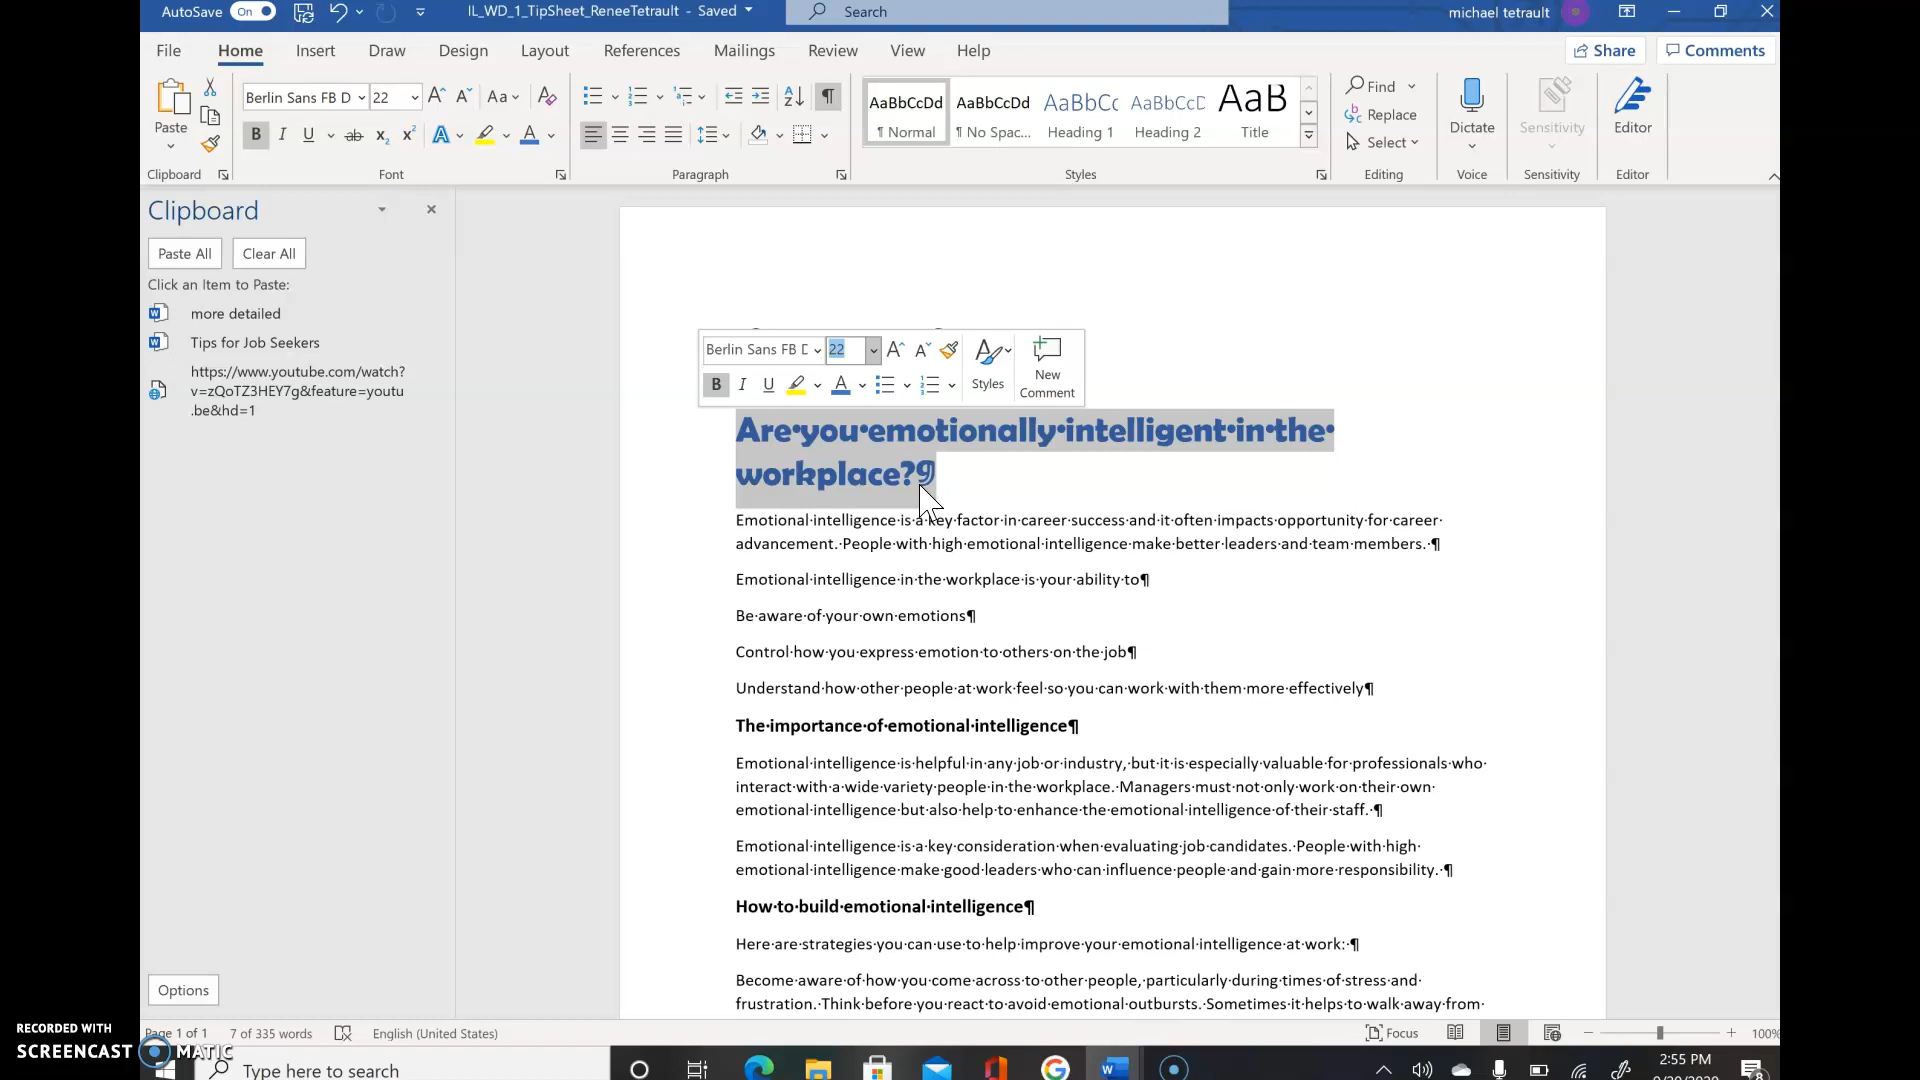 AutoSave On IL_WD_1_TipSheet_ReneeTetrault - Saved Search michael tetrault
File Home Insert Draw Design Layout References Mailings Review View Help Share Comments
Berlin Sans FB D 22 Aa
Paste
AaBbCcDd AaBbCcDd AaBbCc AaBbCcD AaB
¶ Normal ¶ No Spac... Heading 1 Heading 2 Title
Find
Replace
Select
Dictate Sensitivity Editor
Clipboard Font Paragraph Styles Editing Voice Sensitivity Editor
Clipboard
Paste All Clear All
Click an Item to Paste:
more detailed
Tips for Job Seekers
https://www.youtube.com/watch?
v=zQoTZ3HEY7g&feature=youtu
.be&hd=1
Options
Berlin Sans FB D 22
B I U Styles New
Comment
Are·you·emotionally·intelligent·in·the·
workplace?¶
Emotional·intelligence·is·a·key·factor·in·career·success·and·it·often·impacts·opportunity·for·career·
advancement.·People·with·high·emotional·intelligence·make·better·leaders·and·team·members.·¶
Emotional·intelligence·in·the·workplace·is·your·ability·to¶
Be·aware·of·your·own·emotions¶
Control·how·you·express·emotion·to·others·on·the·job¶
Understand·how·other·people·at·work·feel·so·you·can·work·with·them·more·effectively¶
The·importance·of·emotional·intelligence¶
Emotional·intelligence·is·helpful·in·any·job·or·industry,·but·it·is·especially·valuable·for·professionals·who·
interact·with·a·wide·variety·people·in·the·workplace.·Managers·must·not·only·work·on·their·own·
emotional·intelligence·but·also·help·to·enhance·the·emotional·intelligence·of·their·staff.·¶
Emotional·intelligence·is·a·key·consideration·when·evaluating·job·candidates.·People·with·high·
emotional·intelligence·make·good·leaders·who·can·influence·people·and·gain·more·responsibility.·¶
How·to·build·emotional·intelligence¶
Here·are·strategies·you·can·use·to·help·improve·your·emotional·intelligence·at·work:·¶
Become·aware·of·how·you·come·across·to·other·people,·particularly·during·times·of·stress·and·
frustration.·Think·before·you·react·to·avoid·emotional·outbursts.·Sometimes·it·helps·to·walk·away·from·
Page 1 of 1 7 of 335 words English (United States) Focus 100%
RECORDED WITH
SCREENCAST MATIC
Type here to search 2:55 PM